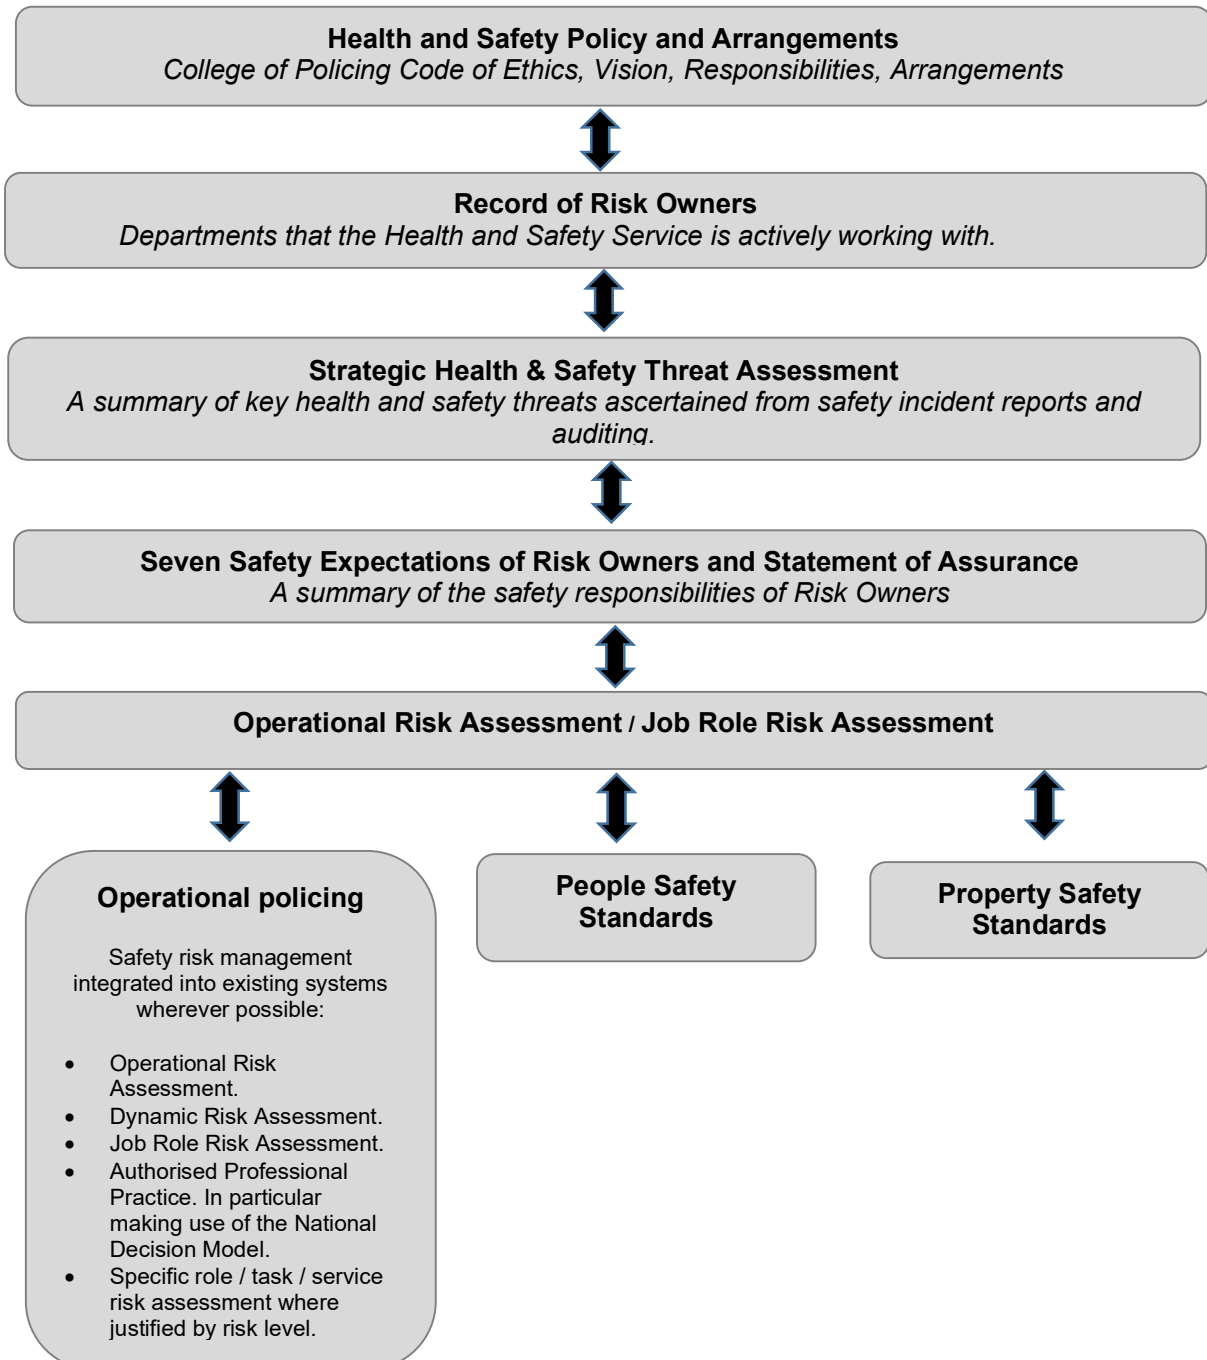 Health and Safety Policy and Arrangements
College of Policing Code of Ethics, Vision, Responsibilities, Arrangements
Record of Risk Owners
Departments that the Health and Safety Service is actively working with.
Strategic Health & Safety Threat Assessment
A summary of key health and safety threats ascertained from safety incident reports and
auditing.
Seven Safety Expectations of Risk Owners and Statement of Assurance
A summary of the safety responsibilities of Risk Owners
Operational Risk Assessment / Job Role Risk Assessment
Operational policing
Safety risk management
integrated into existing systems
wherever possible:
• Operational Risk
Assessment.
• Dynamic Risk Assessment.
• Job Role Risk Assessment.
• Authorised Professional
Practice. In particular
making use of the National
Decision Model.
• Specific role / task / service
risk assessment where
justified by risk level.
People Safety
Standards
Property Safety
Standards